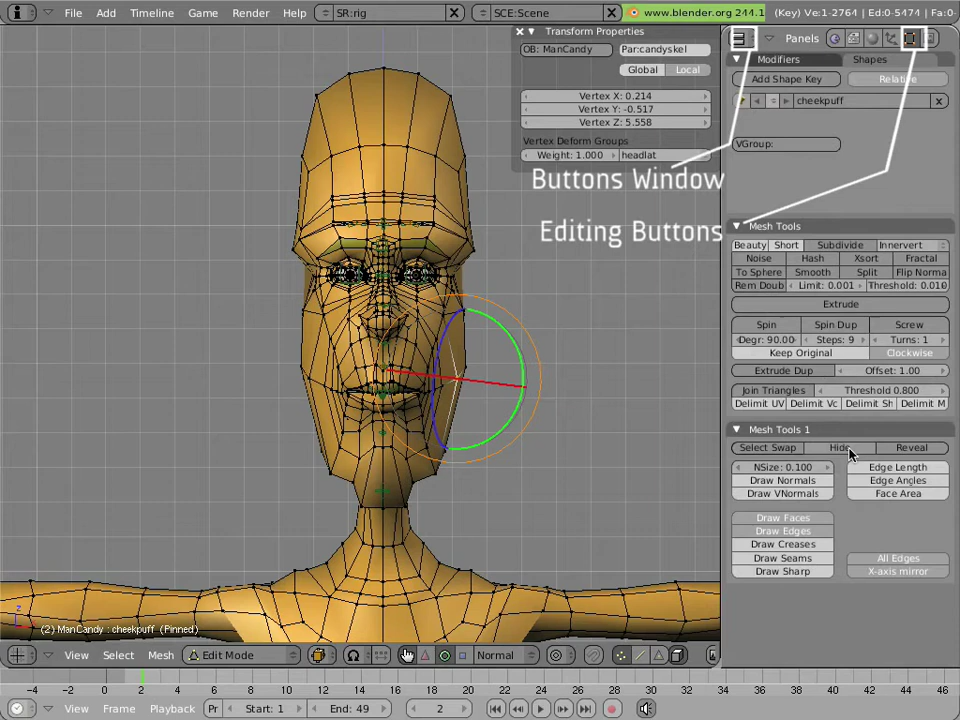 File Add Timeline Game Render Help SR:rig SCE:Scene www.blender.org 244.1 (Key) Ve:1-2764 | Ed:0-5474 | Fa:0-
Transform Properties
OB: ManCandy Par:candyskel
Global Local
Vertex X: 0.214
Vertex Y: -0.517
Vertex Z: 5.558
Vertex Deform Groups
Weight: 1.000 headlat
Buttons Window
Editing Buttons
Panels
Modifiers Shapes
Add Shape Key Relative
cheekpuff
VGroup:
Mesh Tools
Beauty Short Subdivide Innervert
Noise Hash Xsort Fractal
To Sphere Smooth Split Flip Norma
Rem Doub Limit: 0.001 Threshold: 0.010
Extrude
Spin Spin Dup Screw
Degr: 90.00 Steps: 9 Turns: 1
Keep Original Clockwise
Extrude Dup Offset: 1.00
Join Triangles Threshold 0.800
Delimit UV Delimit Vc Delimit Sh Delimit M
Mesh Tools 1
Select Swap Hide Reveal
NSize: 0.100 Edge Length
Draw Normals Edge Angles
Draw VNormals Face Area
Draw Faces
Draw Edges
Draw Creases
Draw Seams All Edges
Draw Sharp X-axis mirror
z
x
(2) ManCandy : cheekpuff (Pinned)
View Select Mesh Edit Mode Normal
-4 -2 0 2 4 6 8 10 12 14 16 18 20 22 24 26 28 30 32 34 36 38 40 42 44 46
View Frame Playback Pr Start: 1 End: 49 2